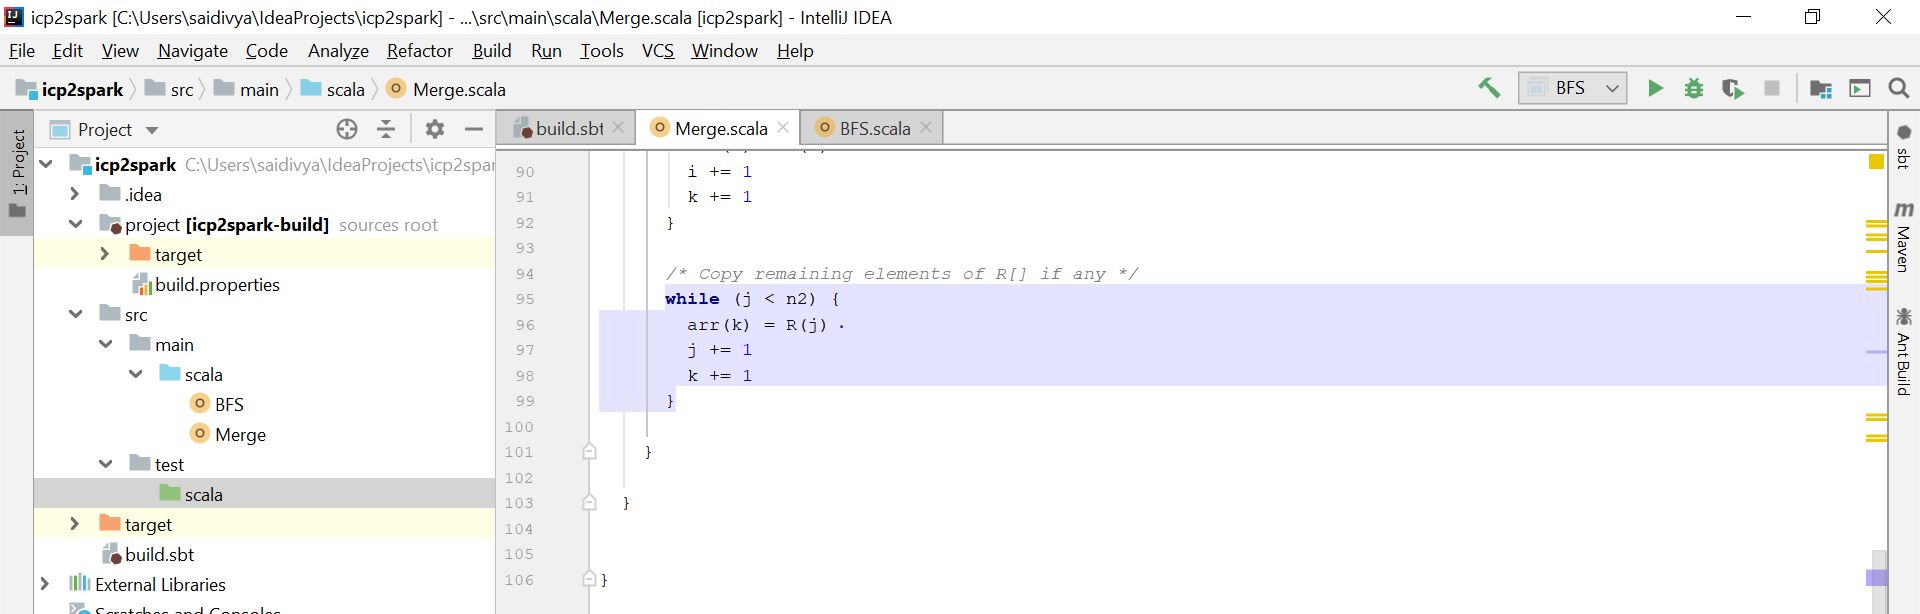 icp2spark [C:\Users\saidivya\IdeaProjects\icp2spark] - ...\src\main\scala\Merge.scala [icp2spark] - IntelliJ IDEA
File Edit View Navigate Code Analyze Refactor Build Run Tools VCS Window Help
icp2spark src main scala Merge.scala
BFS
1: Project
Project
icp2spark C:\Users\saidivya\IdeaProjects\icp2spar
.idea
project [icp2spark-build] sources root
target
build.properties
src
main
scala
BFS
Merge
test
scala
target
build.sbt
External Libraries
Scratches and Consoles
build.sbt Merge.scala BFS.scala
90 i += 1
91 k += 1
92 }
93
94 /* Copy remaining elements of R[] if any */
95 while (j < n2) {
96 arr(k) = R(j) .
97 j += 1
98 k += 1
99 }
100
101 }
102
103 }
104
105
106 }
sbt
Maven
Ant Build